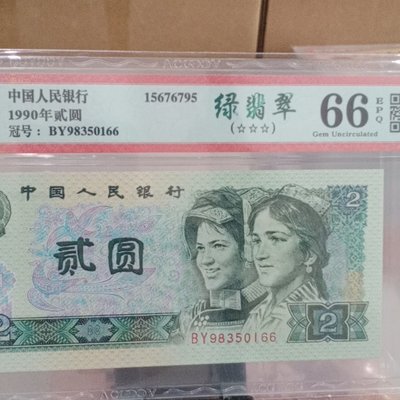 中国人民银行
1990年贰圆
冠号：BY98350166
15676795
绿翡翠
(☆☆☆)
66 EPQ
Gem Uncirculated
中国人民银行
贰圆
2
2
2
BY98350166